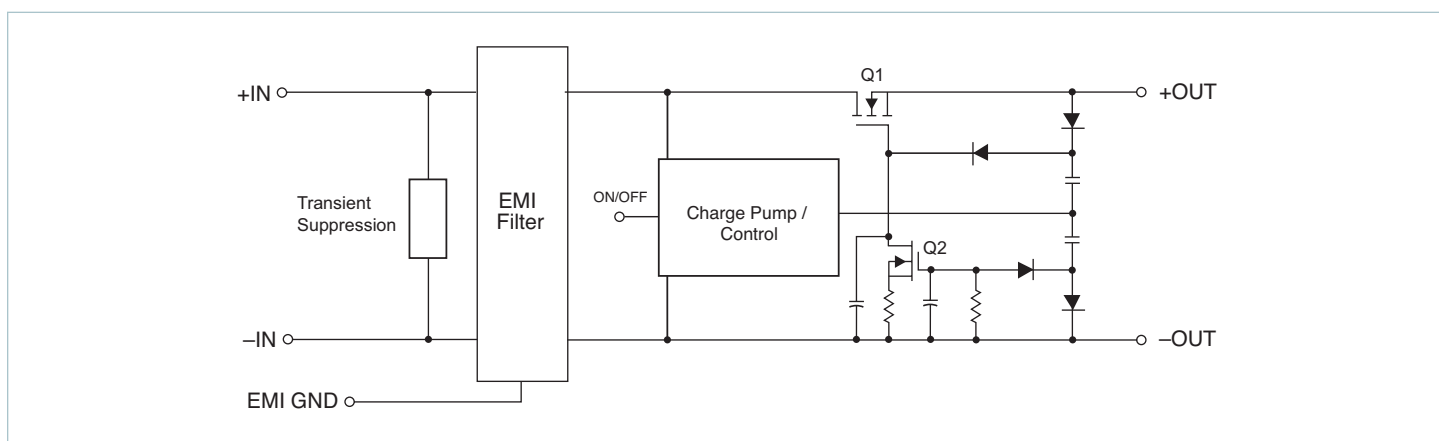 Q1
+IN
+OUT
Transient
Suppression
EMI
Filter
ON/OFF
Charge Pump /
Control
Q2
–IN
–OUT
EMI GND